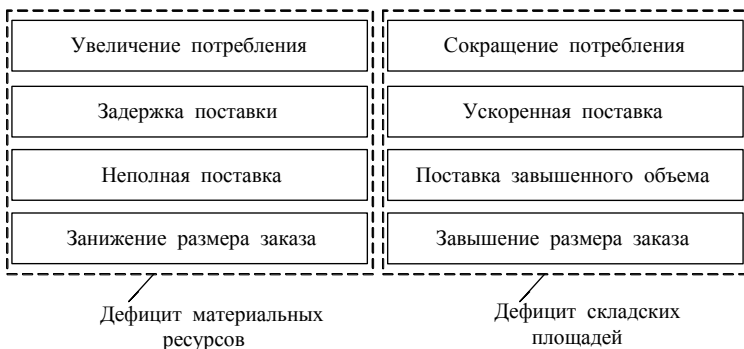 Увеличение потребления
Задержка поставки
Неполная поставка
Занижение размера заказа
Дефицит материальных
ресурсов
Сокращение потребления
Ускоренная поставка
Поставка завышенного объема
Завышение размера заказа
Дефицит складских
площадей